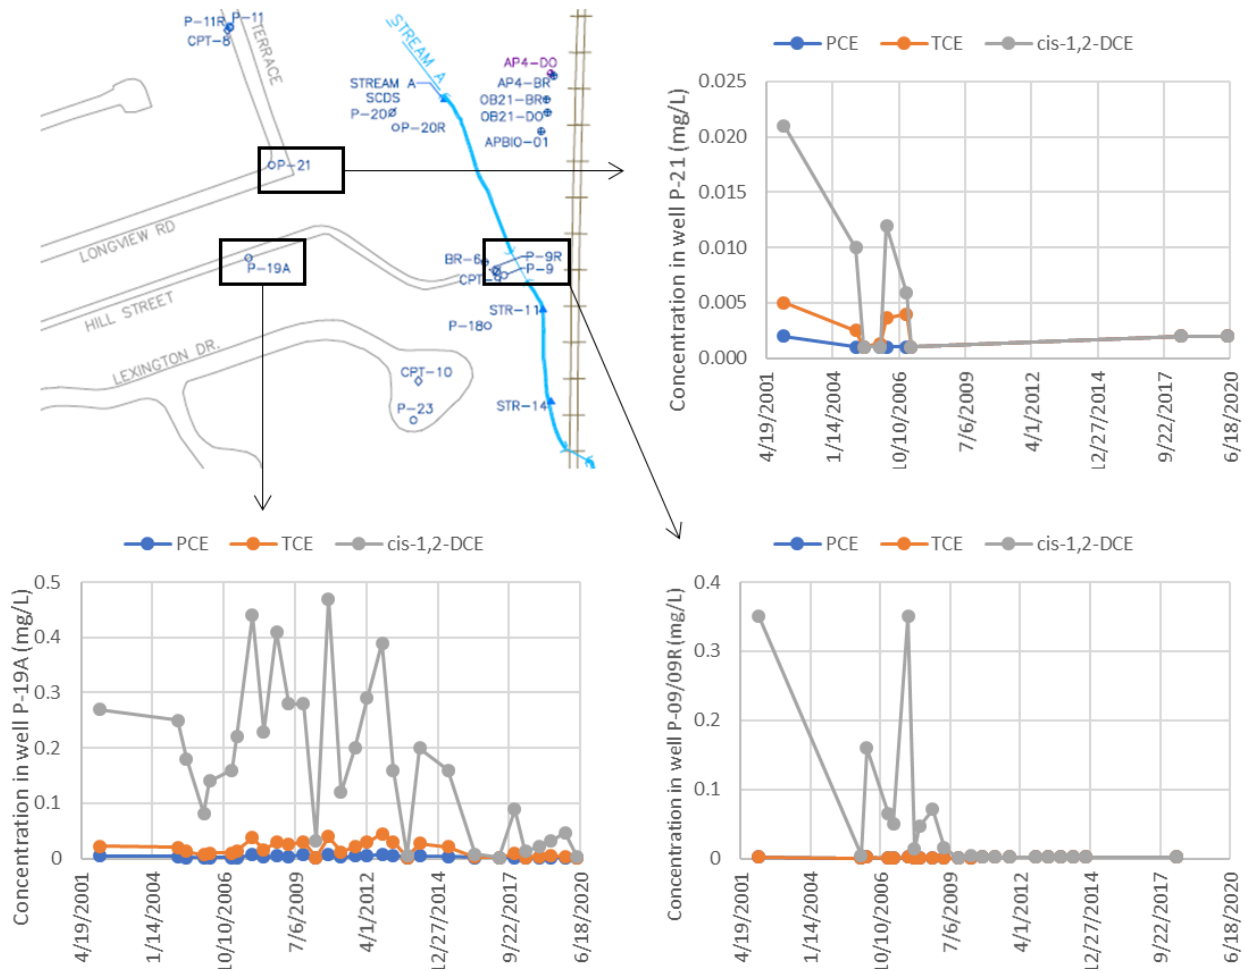 P-11R
P-11
CPT-8
TERRACE
STREAM A
STREAM A
SCDS
P-20
P-20R
AP4-DO
AP4-BR
OB21-BR
OB21-DO
APBIO-01
P-21
LONGVIEW RD
P-19A
HILL STREET
BR-6
P-9R
P-9
STR-11
P-18
LEXINGTON DR.
CPT-10
P-23
STR-14
PCE TCE cis-1,2-DCE
Concentration in well P-21 (mg/L)
0.025
0.020
0.015
0.010
0.005
0.000
4/19/2001
1/14/2004
10/10/2006
7/6/2009
4/1/2012
12/27/2014
9/22/2017
6/18/2020
PCE TCE cis-1,2-DCE
Concentration in well P-19A (mg/L)
0.5
0.4
0.3
0.2
0.1
0
4/19/2001
1/14/2004
10/10/2006
7/6/2009
4/1/2012
12/27/2014
9/22/2017
6/18/2020
PCE TCE cis-1,2-DCE
Concentration in well P-09/09R (mg/L)
0.4
0.3
0.2
0.1
0
4/19/2001
1/14/2004
10/10/2006
7/6/2009
4/1/2012
12/27/2014
9/22/2017
6/18/2020